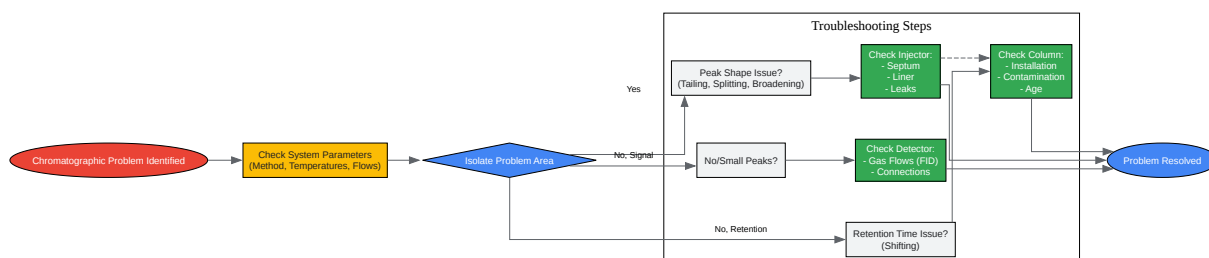 Troubleshooting Steps
Chromatographic Problem Identified
Check System Parameters
(Method, Temperatures, Flows)
Isolate Problem Area
Yes
Peak Shape Issue?
(Tailing, Splitting, Broadening)
Check Injector:
- Septum
- Liner
- Leaks
Check Column:
- Installation
- Contamination
- Age
No, Signal
No/Small Peaks?
Check Detector:
- Gas Flows (FID)
- Connections
No, Retention
Retention Time Issue?
(Shifting)
Problem Resolved